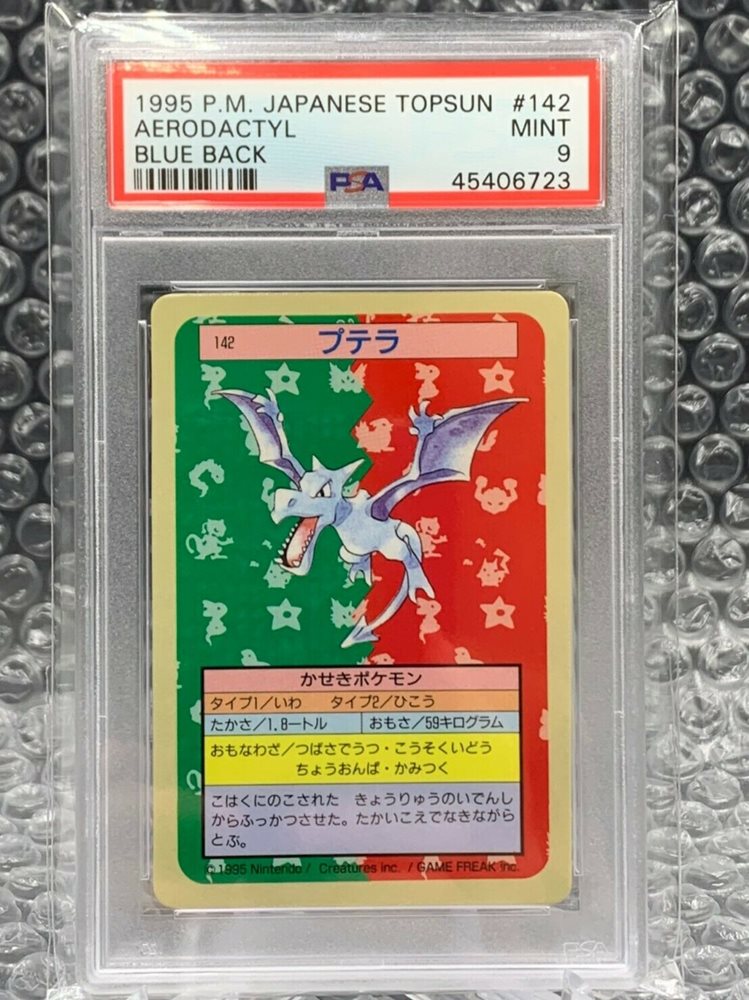 1995 P.M. JAPANESE TOPSUN #142
AERODACTYL MINT
BLUE BACK 9
PSA 45406723
142 プテラ
かせきポケモン
タイプ1/いわ タイプ2/ひこう
たかさ/1.8ートル おもさ/59キログラム
おもなわざ/つばさでうつ・こうそくいどう
ちょうおんぱ・かみつく
こはくにのこされた きょうりゅうのいでんし
からふっかつさせた。たかいこえでなきながら
とぶ。
©1995 Nintendo / Creatures inc. / GAME FREAK inc.
PSA